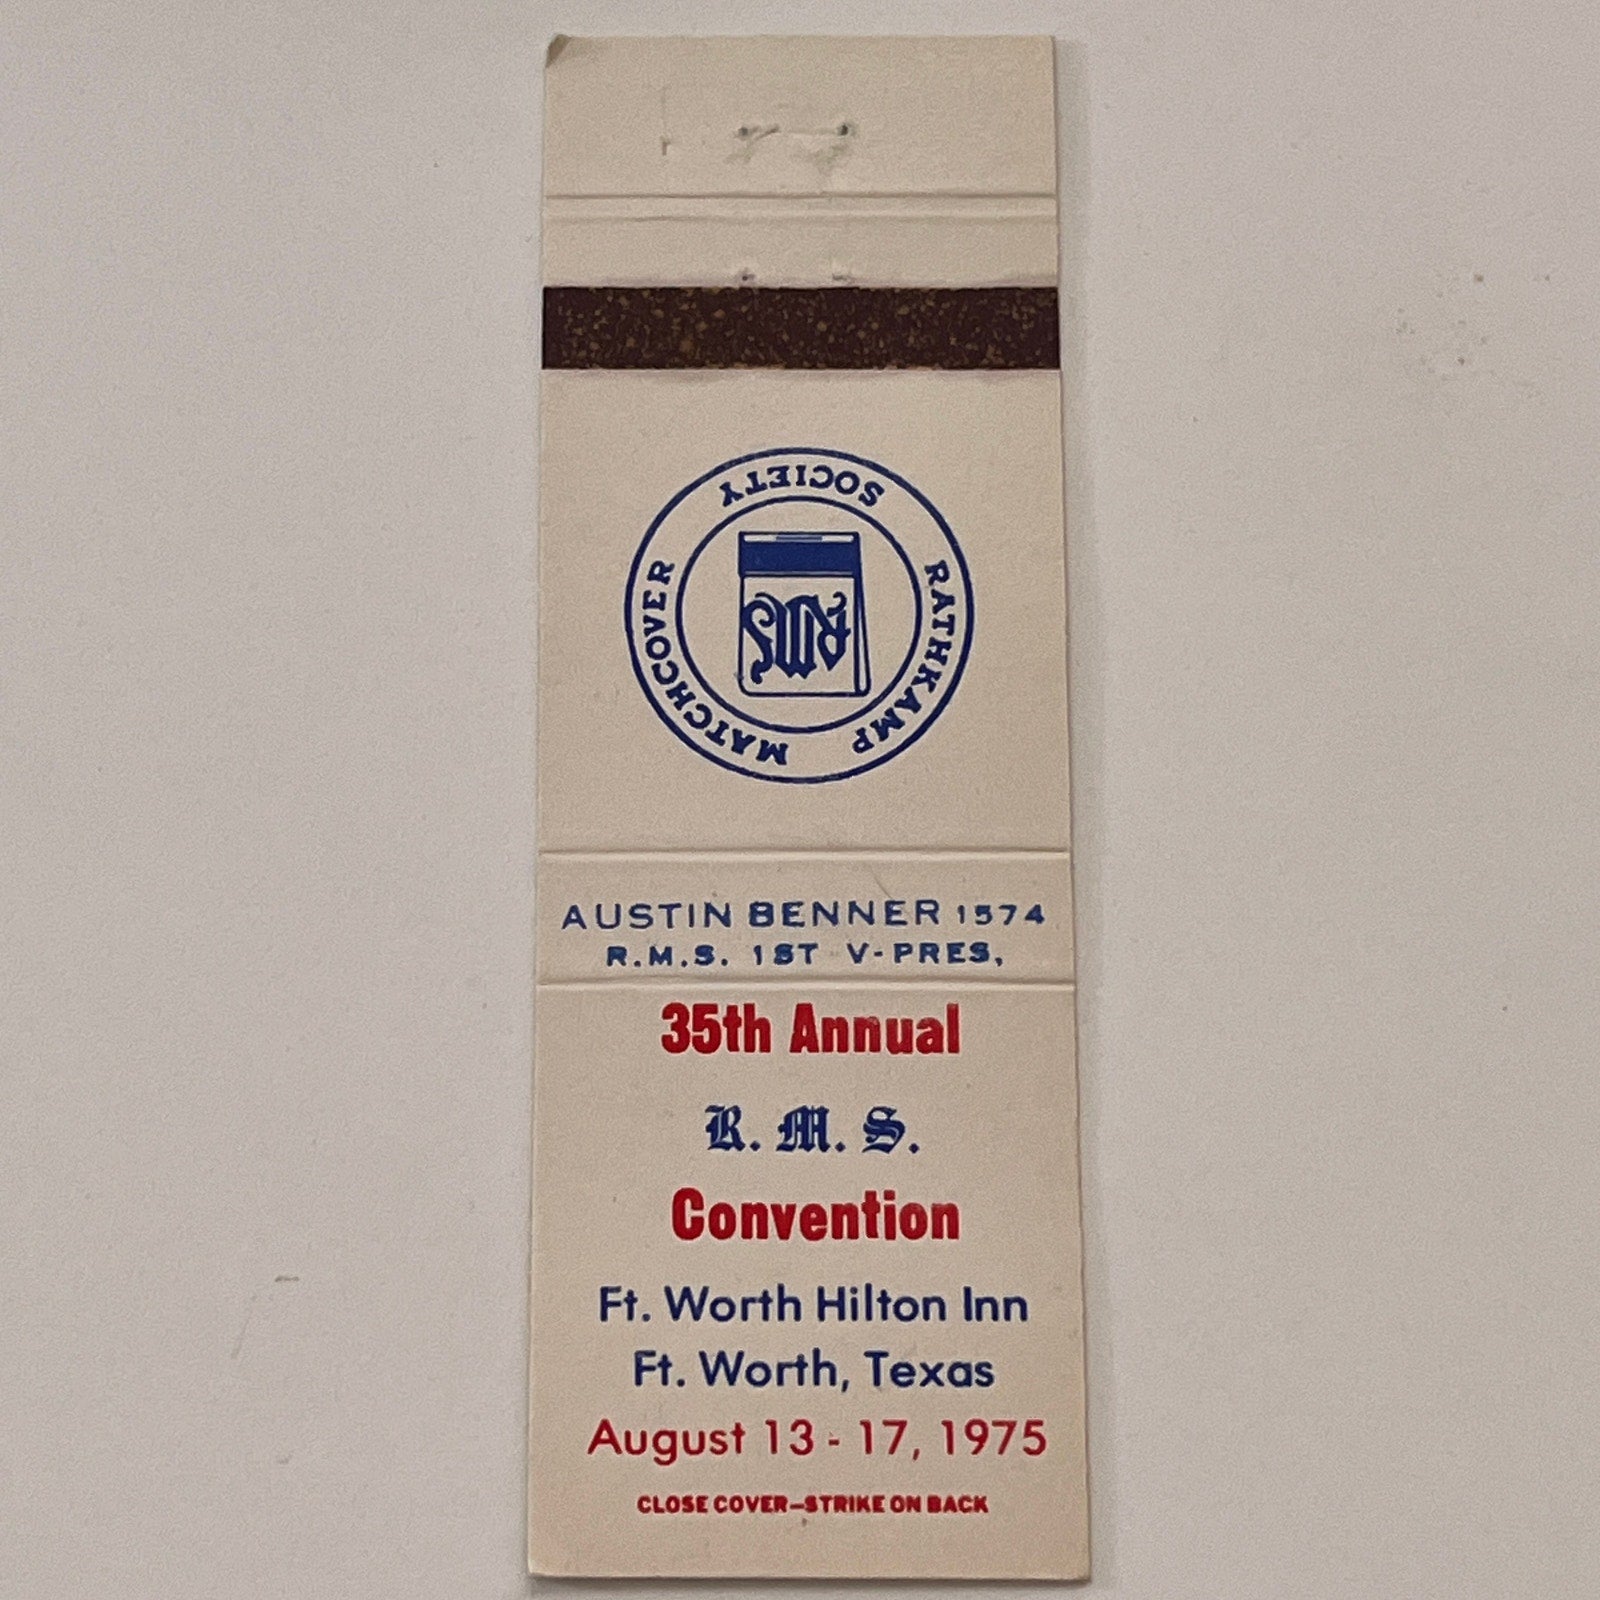 RATHKAMP MATCHCOVER SOCIETY
RMS
AUSTIN BENNER 1574
R.M.S. 1ST V-PRES,
35th Annual
R. M. S.
Convention
Ft. Worth Hilton Inn
Ft. Worth, Texas
August 13 - 17, 1975
CLOSE COVER—STRIKE ON BACK